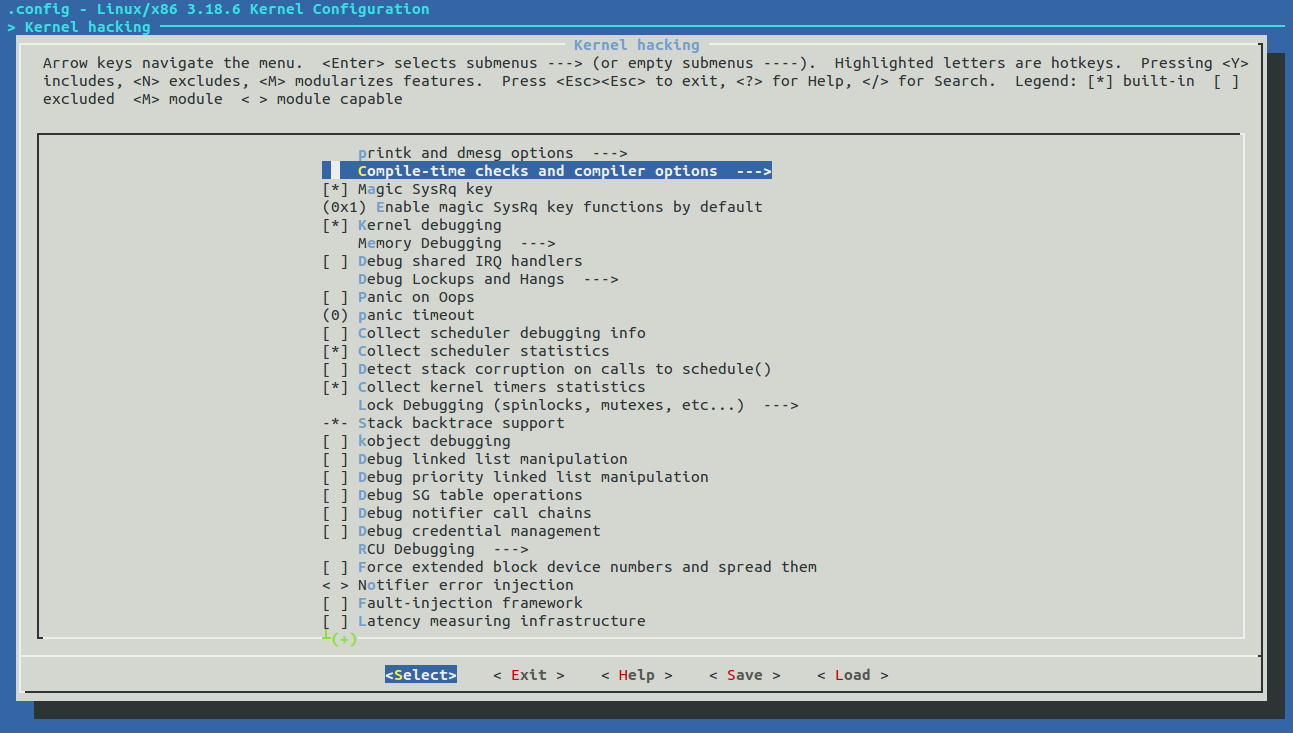 .config - Linux/x86 3.18.6 Kernel Configuration
> Kernel hacking
Kernel hacking
Arrow keys navigate the menu.  <Enter> selects submenus ---> (or empty submenus ----).  Highlighted letters are hotkeys.  Pressing <Y>
includes, <N> excludes, <M> modularizes features.  Press <Esc><Esc> to exit, <?> for Help, </> for Search.  Legend: [*] built-in  [ ]
excluded  <M> module  < > module capable
printk and dmesg options  --->
Compile-time checks and compiler options  --->
[*] Magic SysRq key
(0x1) Enable magic SysRq key functions by default
[*] Kernel debugging
Memory Debugging  --->
[ ] Debug shared IRQ handlers
Debug Lockups and Hangs  --->
[ ] Panic on Oops
(0) panic timeout
[ ] Collect scheduler debugging info
[*] Collect scheduler statistics
[ ] Detect stack corruption on calls to schedule()
[*] Collect kernel timers statistics
Lock Debugging (spinlocks, mutexes, etc...)  --->
-*- Stack backtrace support
[ ] kobject debugging
[ ] Debug linked list manipulation
[ ] Debug priority linked list manipulation
[ ] Debug SG table operations
[ ] Debug notifier call chains
[ ] Debug credential management
RCU Debugging  --->
[ ] Force extended block device numbers and spread them
< > Notifier error injection
[ ] Fault-injection framework
[ ] Latency measuring infrastructure
(+)
<Select>    < Exit >    < Help >    < Save >    < Load >